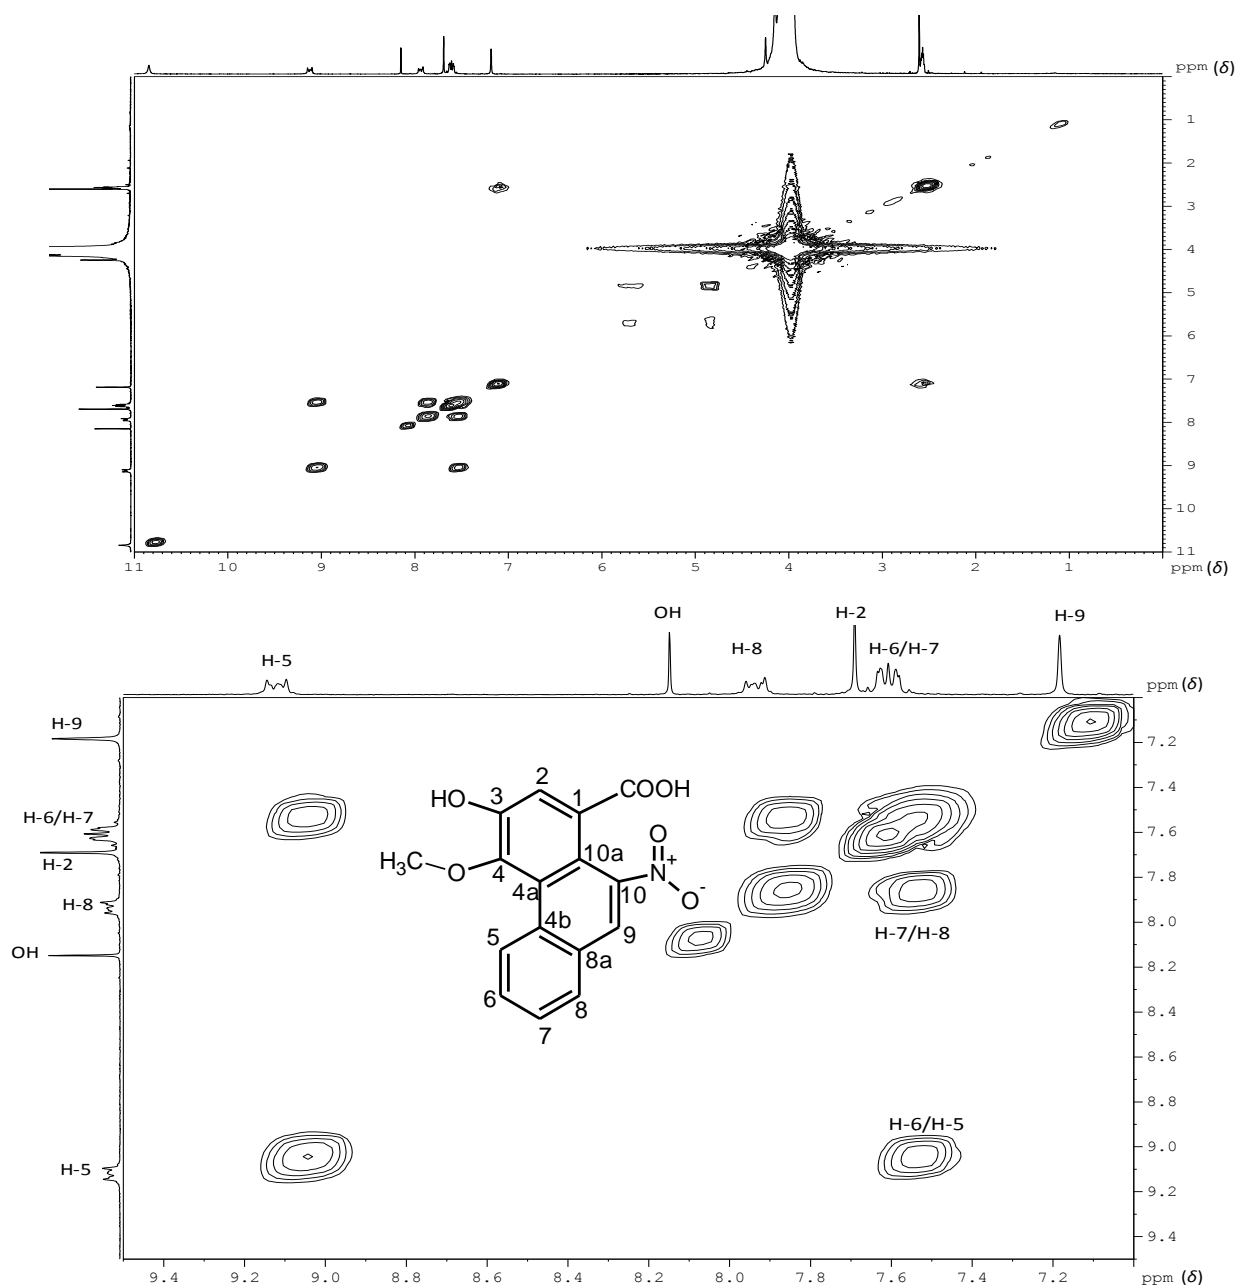 ppm (δ)
1
2
3
4
5
6
7
8
9
10
11
11 10 9 8 7 6 5 4 3 2 1 ppm (δ)
H-5 OH H-8 H-2 H-6/H-7 H-9
ppm (δ)
H-9
H-6/H-7
H-2
H-8
OH
H-5
7.2
7.4
7.6
7.8
8.0
8.2
8.4
8.6
8.8
9.0
9.2
9.4
HO 3 2 1 COOH
H₃C O 4 4a 10a 10 N⁺ O O⁻
4b 9
5 8a
6 7 8
H-7/H-8
H-6/H-5
9.4 9.2 9.0 8.8 8.6 8.4 8.2 8.0 7.8 7.6 7.4 7.2 ppm (δ)